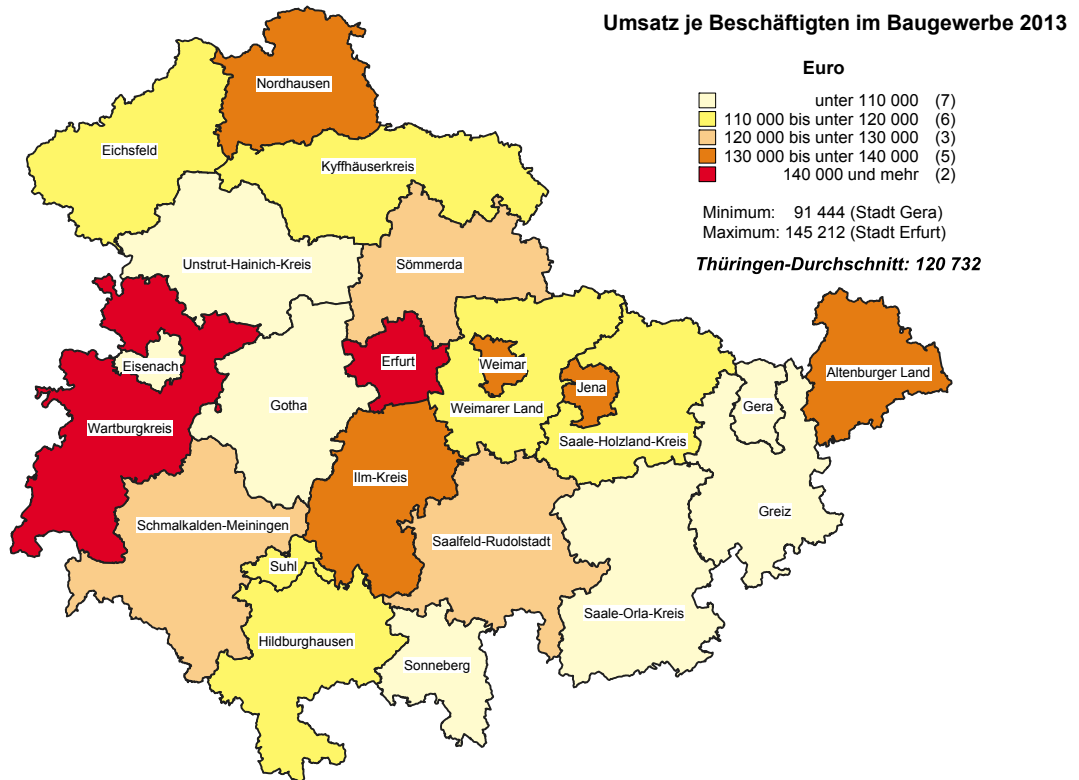 Umsatz je Beschäftigten im Baugewerbe 2013
Euro
unter 110 000 (7)
110 000 bis unter 120 000 (6)
120 000 bis unter 130 000 (3)
130 000 bis unter 140 000 (5)
140 000 und mehr (2)
Minimum: 91 444 (Stadt Gera)
Maximum: 145 212 (Stadt Erfurt)
Thüringen-Durchschnitt: 120 732
Nordhausen
Eichsfeld
Kyffhäuserkreis
Unstrut-Hainich-Kreis
Sömmerda
Eisenach
Erfurt
Weimar
Altenburger Land
Jena
Gera
Gotha
Weimarer Land
Wartburgkreis
Saale-Holzland-Kreis
Ilm-Kreis
Greiz
Schmalkalden-Meiningen
Saalfeld-Rudolstadt
Suhl
Saale-Orla-Kreis
Hildburghausen
Sonneberg